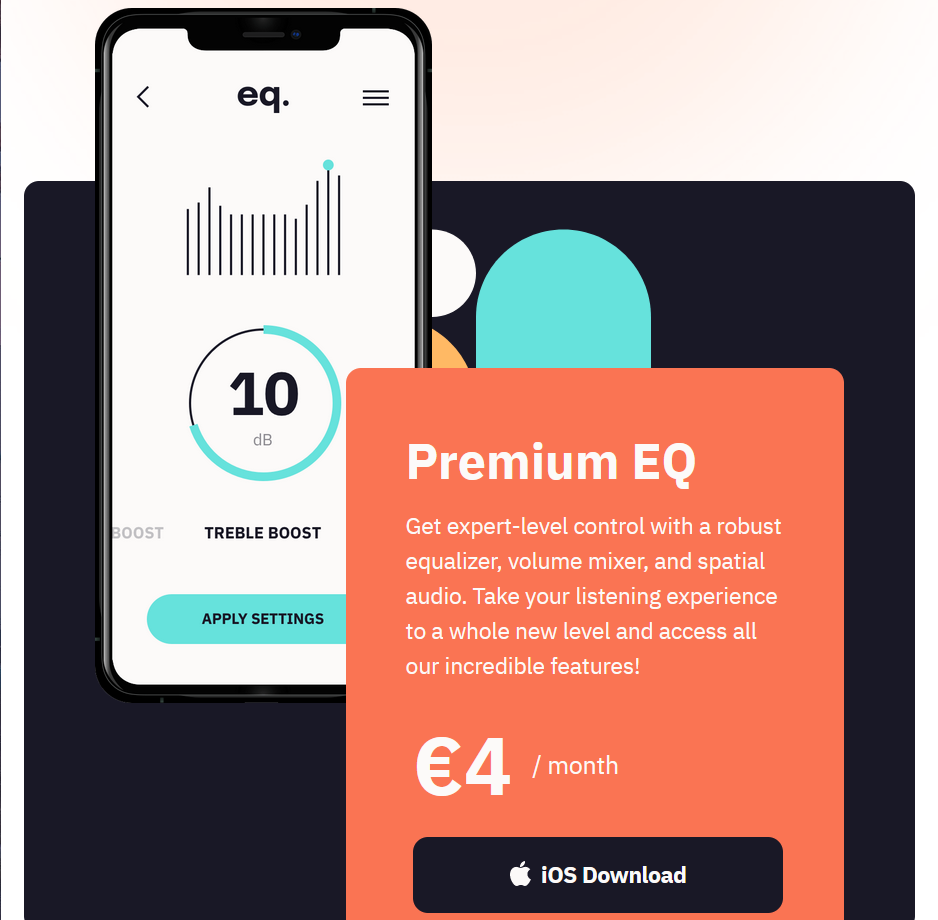 eq.
10
dB
BOOST
TREBLE BOOST
APPLY SETTINGS
Premium EQ
Get expert-level control with a robust
equalizer, volume mixer, and spatial
audio. Take your listening experience
to a whole new level and access all
our incredible features!
€4 / month
iOS Download